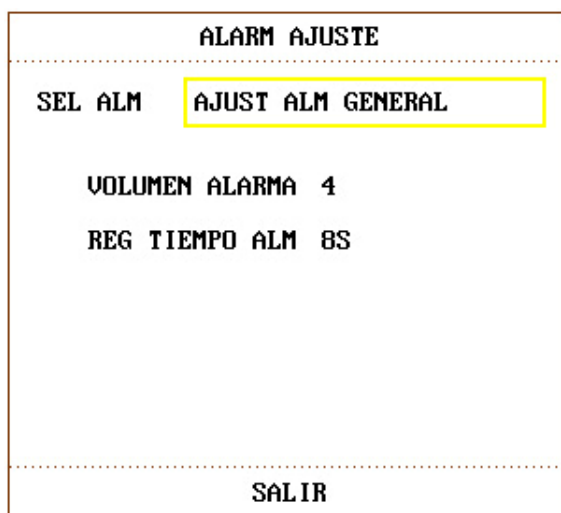 ALARM AJUSTE
SEL ALM AJUST ALM GENERAL
VOLUMEN ALARMA 4
REG TIEMPO ALM 8S
SALIR